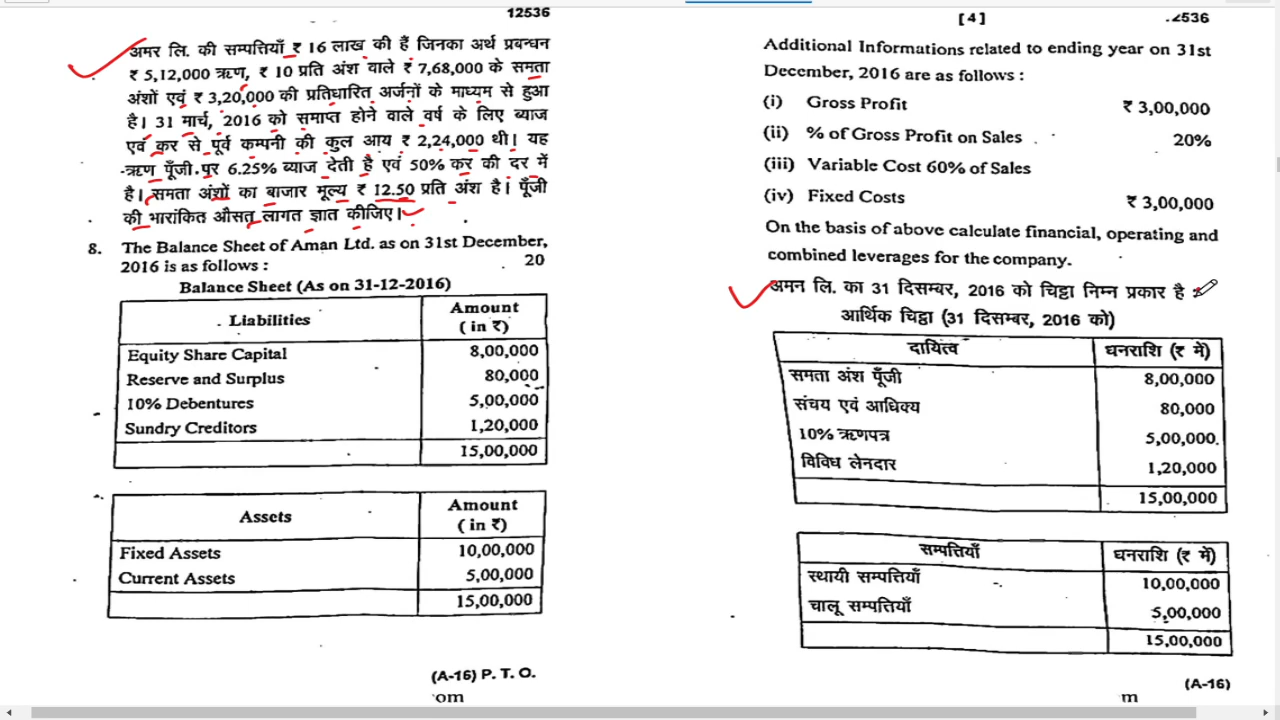 12536
अमर लि. की सम्पत्तियाँ ₹ 16 लाख की हैं जिनका अर्थ प्रबन्धन
₹ 5,12,000 ऋण, ₹ 10 प्रति अंश वाले ₹ 7,68,000 के समता
अंशों एवं ₹ 3,20,000 की प्रतिधारित अर्जनों के माध्यम से हुआ
है। 31 मार्च, 2016 को समाप्त होने वाले वर्ष के लिए ब्याज
एवं कर से पूर्व कम्पनी की कुल आय ₹ 2,24,000 थी। यह
ऋण पूँजी पर 6.25% ब्याज देती है एवं 50% कर की दर में
है। समता अंशों का बाजार मूल्य ₹ 12.50 प्रति अंश है। पूँजी
की भारांकित औसत लागत ज्ञात कीजिए।
8. The Balance Sheet of Aman Ltd. as on 31st December,
2016 is as follows : 20
Balance Sheet (As on 31-12-2016)
Liabilities Amount (in ₹)
Equity Share Capital 8,00,000
Reserve and Surplus 80,000
10% Debentures 5,00,000
Sundry Creditors 1,20,000
15,00,000
Assets Amount (in ₹)
Fixed Assets 10,00,000
Current Assets 5,00,000
15,00,000
(A-16) P. T. O.
om
[4] 2536
Additional Informations related to ending year on 31st
December, 2016 are as follows :
(i) Gross Profit ₹ 3,00,000
(ii) % of Gross Profit on Sales 20%
(iii) Variable Cost 60% of Sales
(iv) Fixed Costs ₹ 3,00,000
On the basis of above calculate financial, operating and
combined leverages for the company.
अमन लि. का 31 दिसम्बर, 2016 को चिट्ठा निम्न प्रकार है :
आर्थिक चिट्ठा (31 दिसम्बर, 2016 को)
दायित्व धनराशि (₹ में)
समता अंश पूँजी 8,00,000
संचय एवं आधिक्य 80,000
10% ऋणपत्र 5,00,000
विविध लेनदार 1,20,000
15,00,000
सम्पत्तियाँ धनराशि (₹ में)
स्थायी सम्पत्तियाँ 10,00,000
चालू सम्पत्तियाँ 5,00,000
15,00,000
(A-16)
m